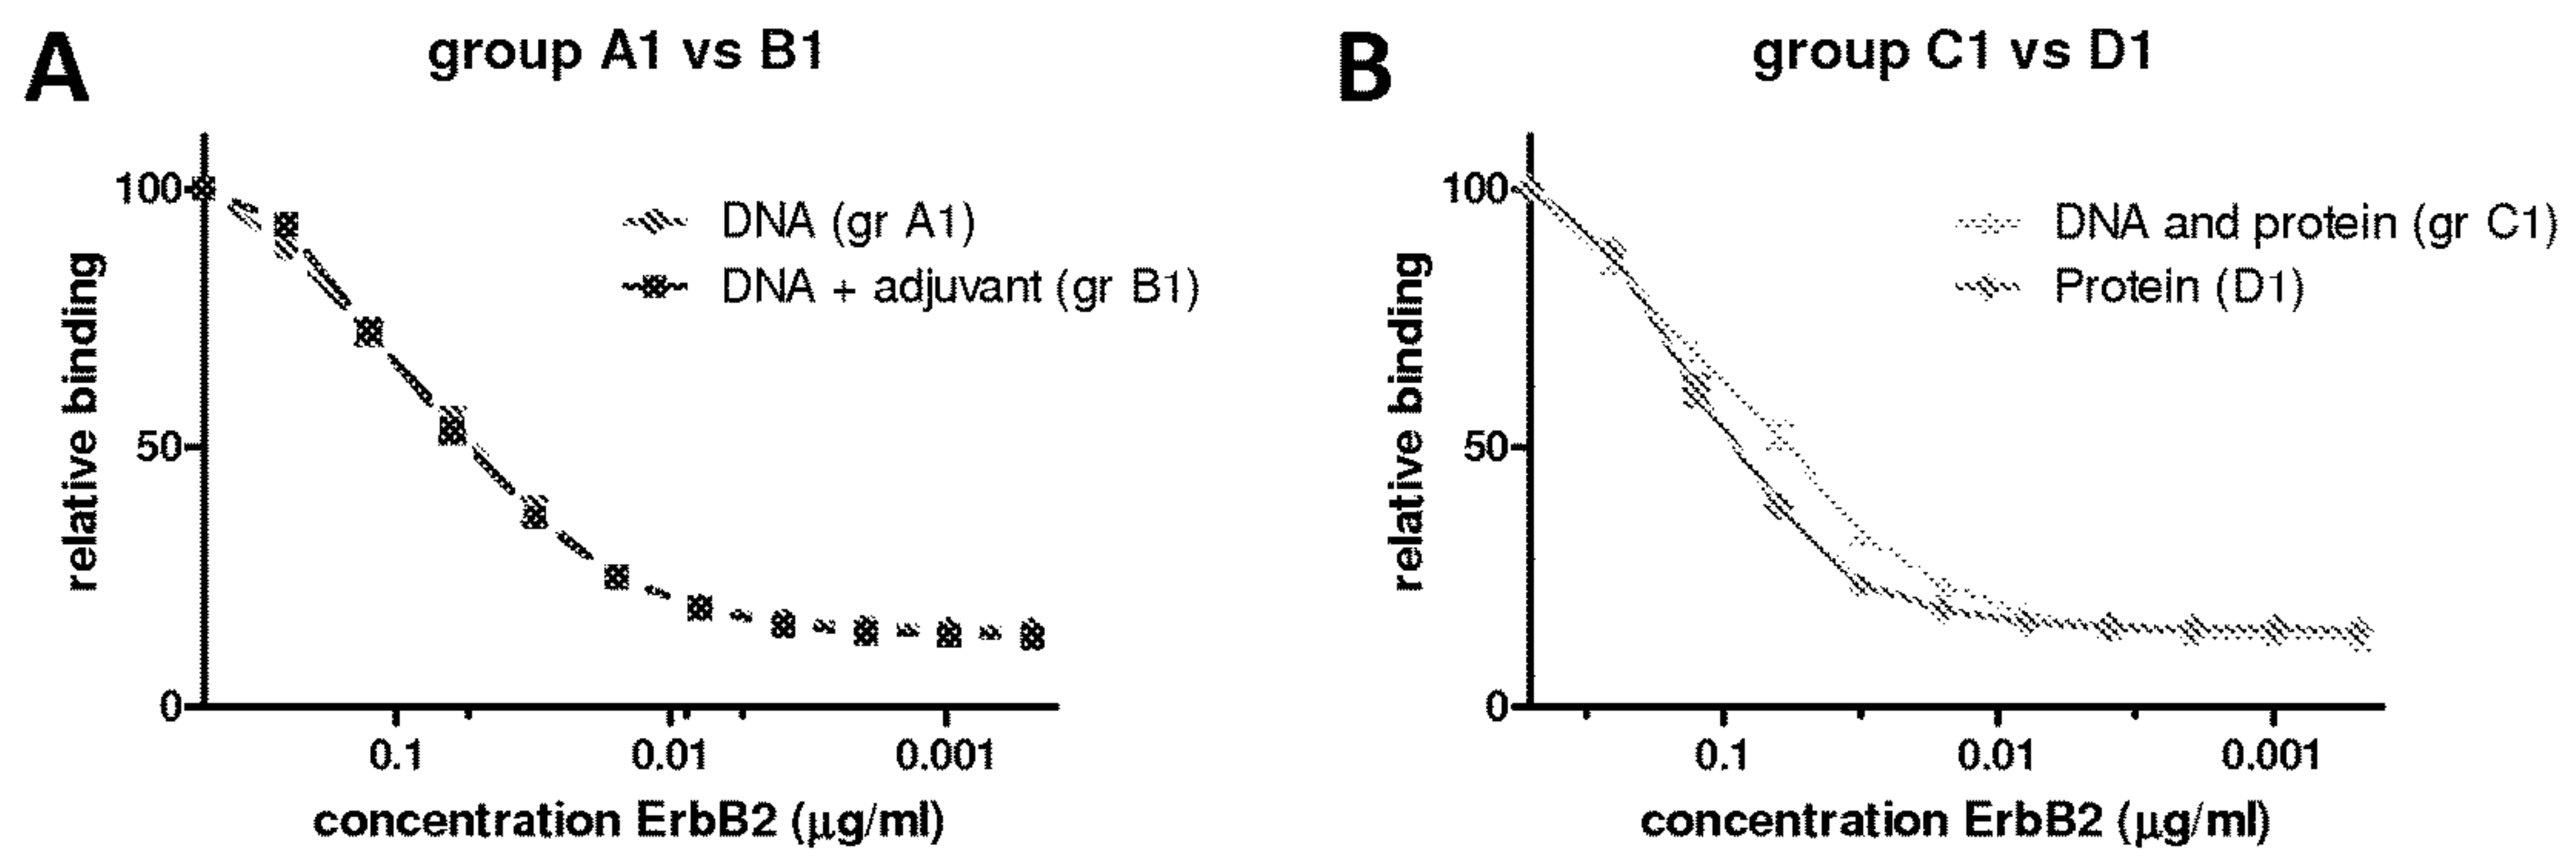 A
group A1 vs B1
100
50
0
relative binding
DNA (gr A1)
DNA + adjuvant (gr B1)
0.1
0.01
0.001
concentration ErbB2 (μg/ml)
B
group C1 vs D1
100
50
0
relative binding
DNA and protein (gr C1)
Protein (D1)
0.1
0.01
0.001
concentration ErbB2 (μg/ml)